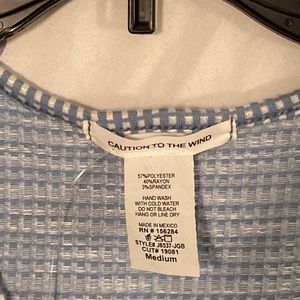 CAUTION TO THE WIND
57%POLYESTER
40%RAYON
3%SPANDEX
HAND WASH
WITH COLD WATER
DO NOT BLEACH
HANG OR LINE DRY
MADE IN MEXICO
RN # 156284
STYLE# J6537-JGB
CUT# 19081
Medium